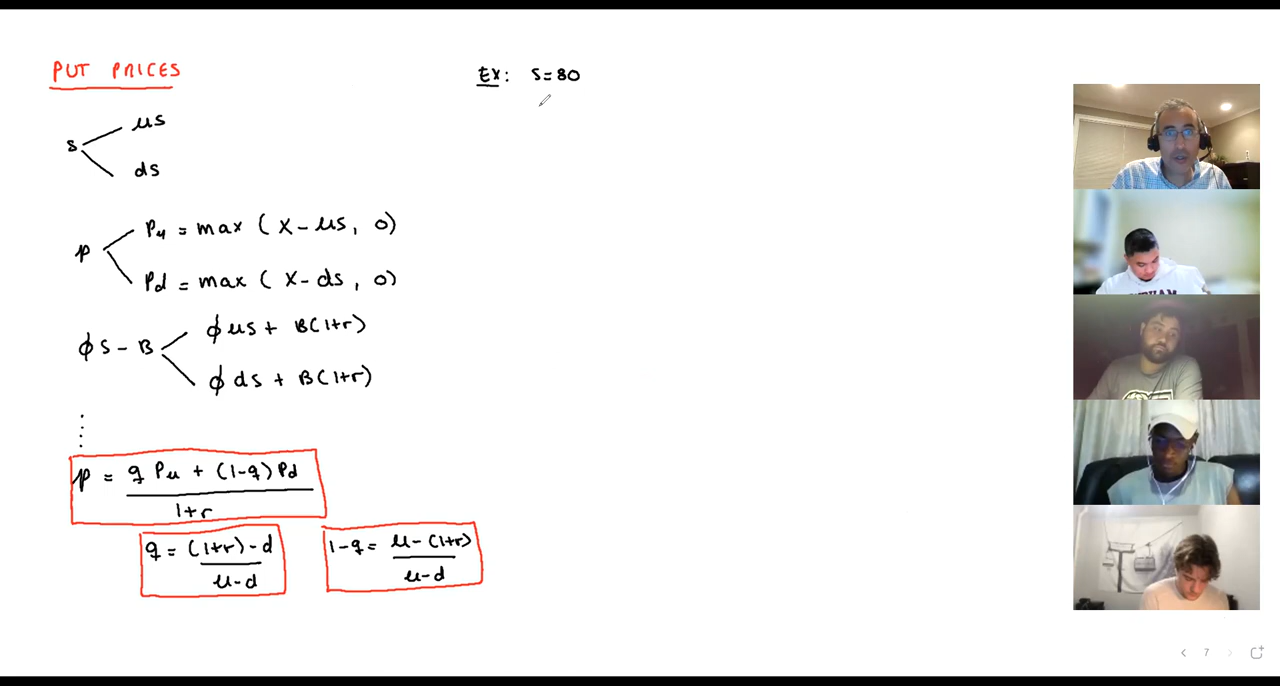 PUT PRICES
EX: S=80
S
uS
dS
P
Pu = max (X-uS, 0)
Pd = max (X-dS, 0)
ϕS-B
ϕuS + B(1+r)
ϕdS + B(1+r)
P = q Pu + (1-q) Pd
1+r
q = (1+r)-d
u-d
1-q = u-(1+r)
u-d
7